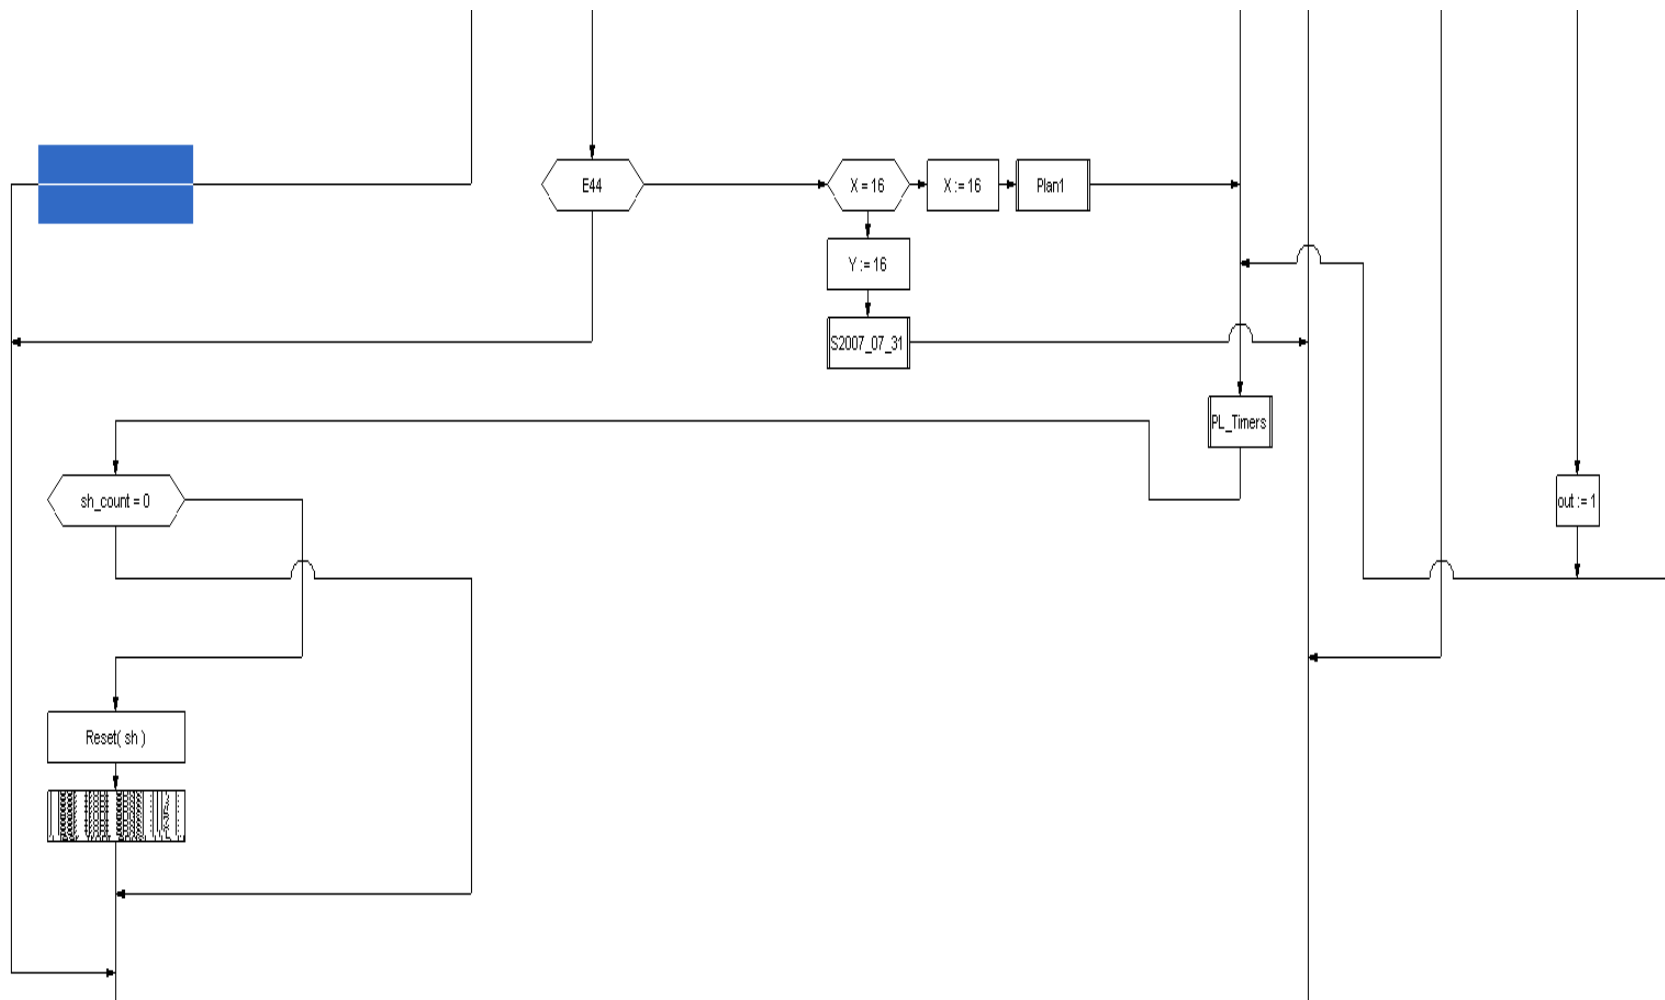 E44
X = 16
X := 16
Plan1
Y := 16
S2007_07_31
PL_Timers
sh_count = 0
out := 1
Reset( sh )